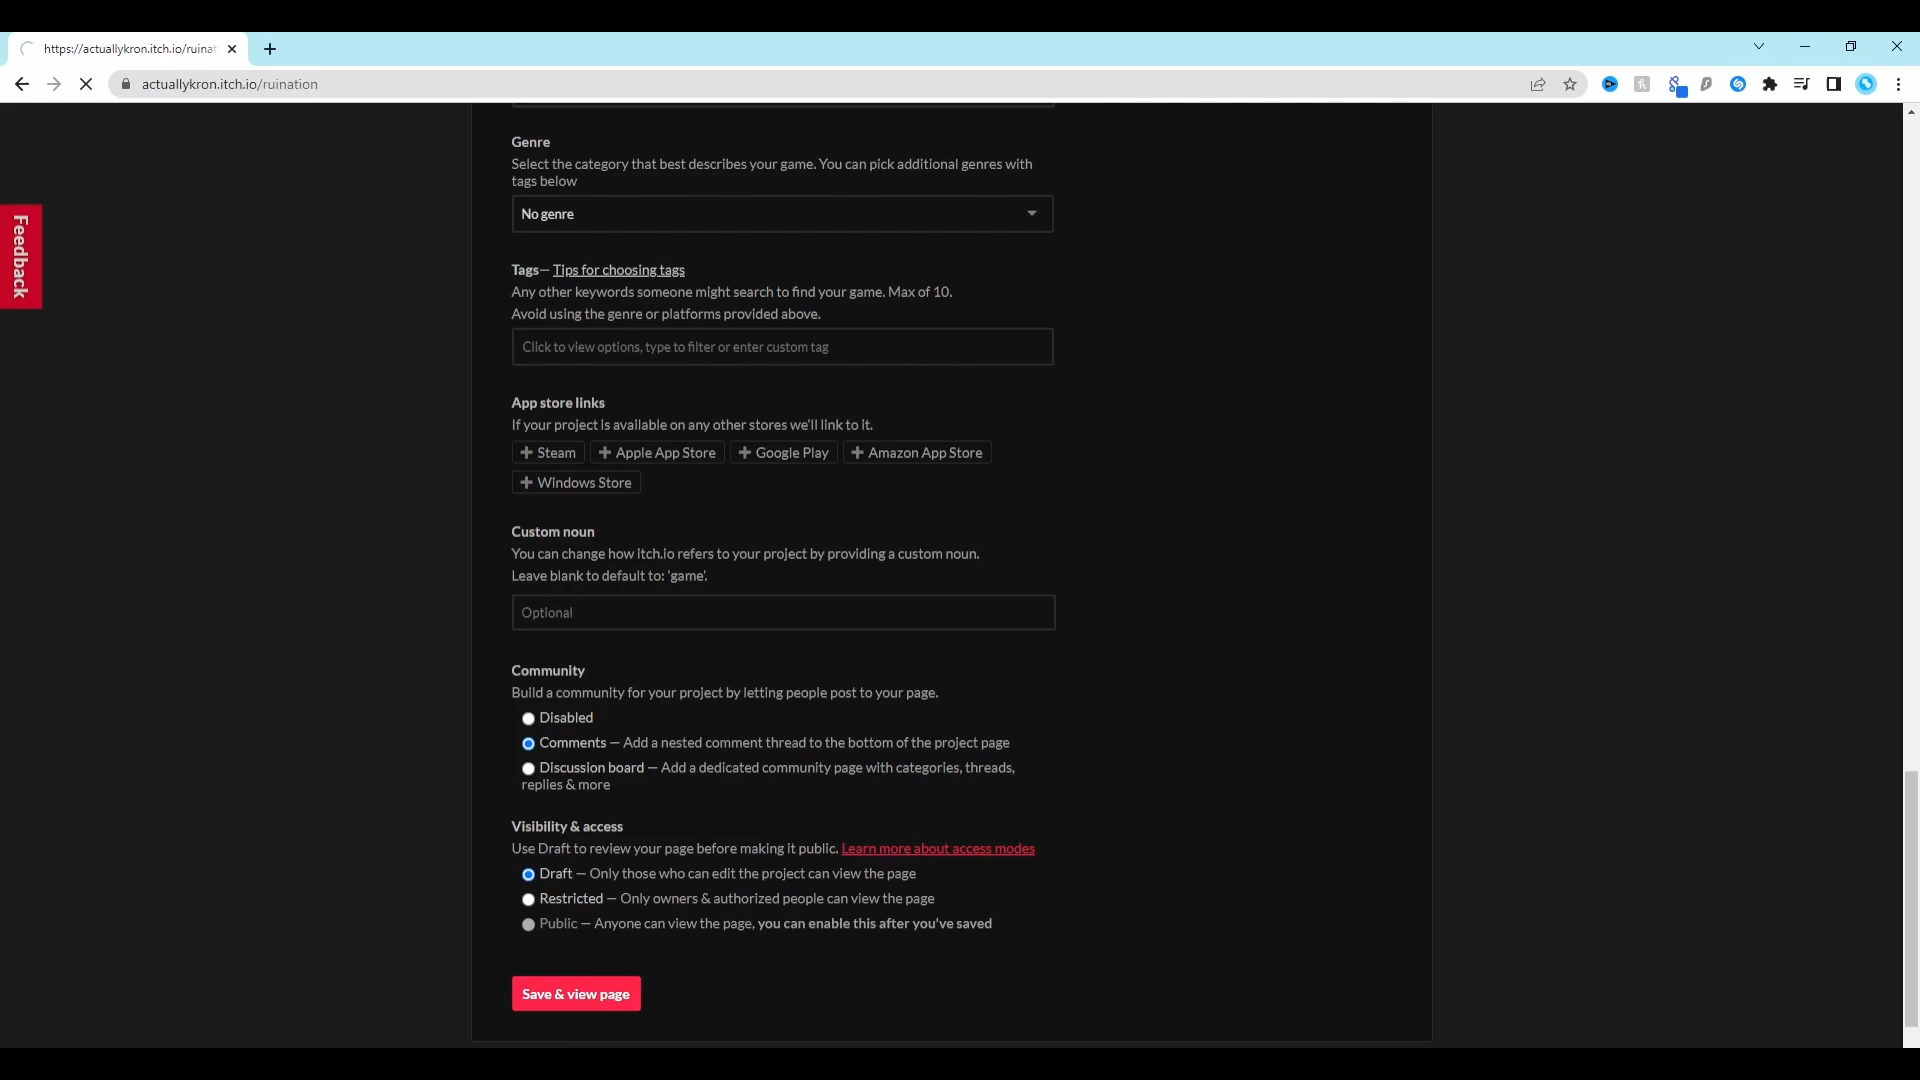 https://actuallykron.itch.io/ruinat
actuallykron.itch.io/ruination
Feedback
Genre
Select the category that best describes your game. You can pick additional genres with
tags below
No genre
Tags— Tips for choosing tags
Any other keywords someone might search to find your game. Max of 10.
Avoid using the genre or platforms provided above.
Click to view options, type to filter or enter custom tag
App store links
If your project is available on any other stores we'll link to it.
Steam Apple App Store Google Play Amazon App Store
Windows Store
Custom noun
You can change how itch.io refers to your project by providing a custom noun.
Leave blank to default to: 'game'.
Optional
Community
Build a community for your project by letting people post to your page.
Disabled
Comments — Add a nested comment thread to the bottom of the project page
Discussion board — Add a dedicated community page with categories, threads,
replies & more
Visibility & access
Use Draft to review your page before making it public. Learn more about access modes
Draft — Only those who can edit the project can view the page
Restricted — Only owners & authorized people can view the page
Public — Anyone can view the page, you can enable this after you've saved
Save & view page